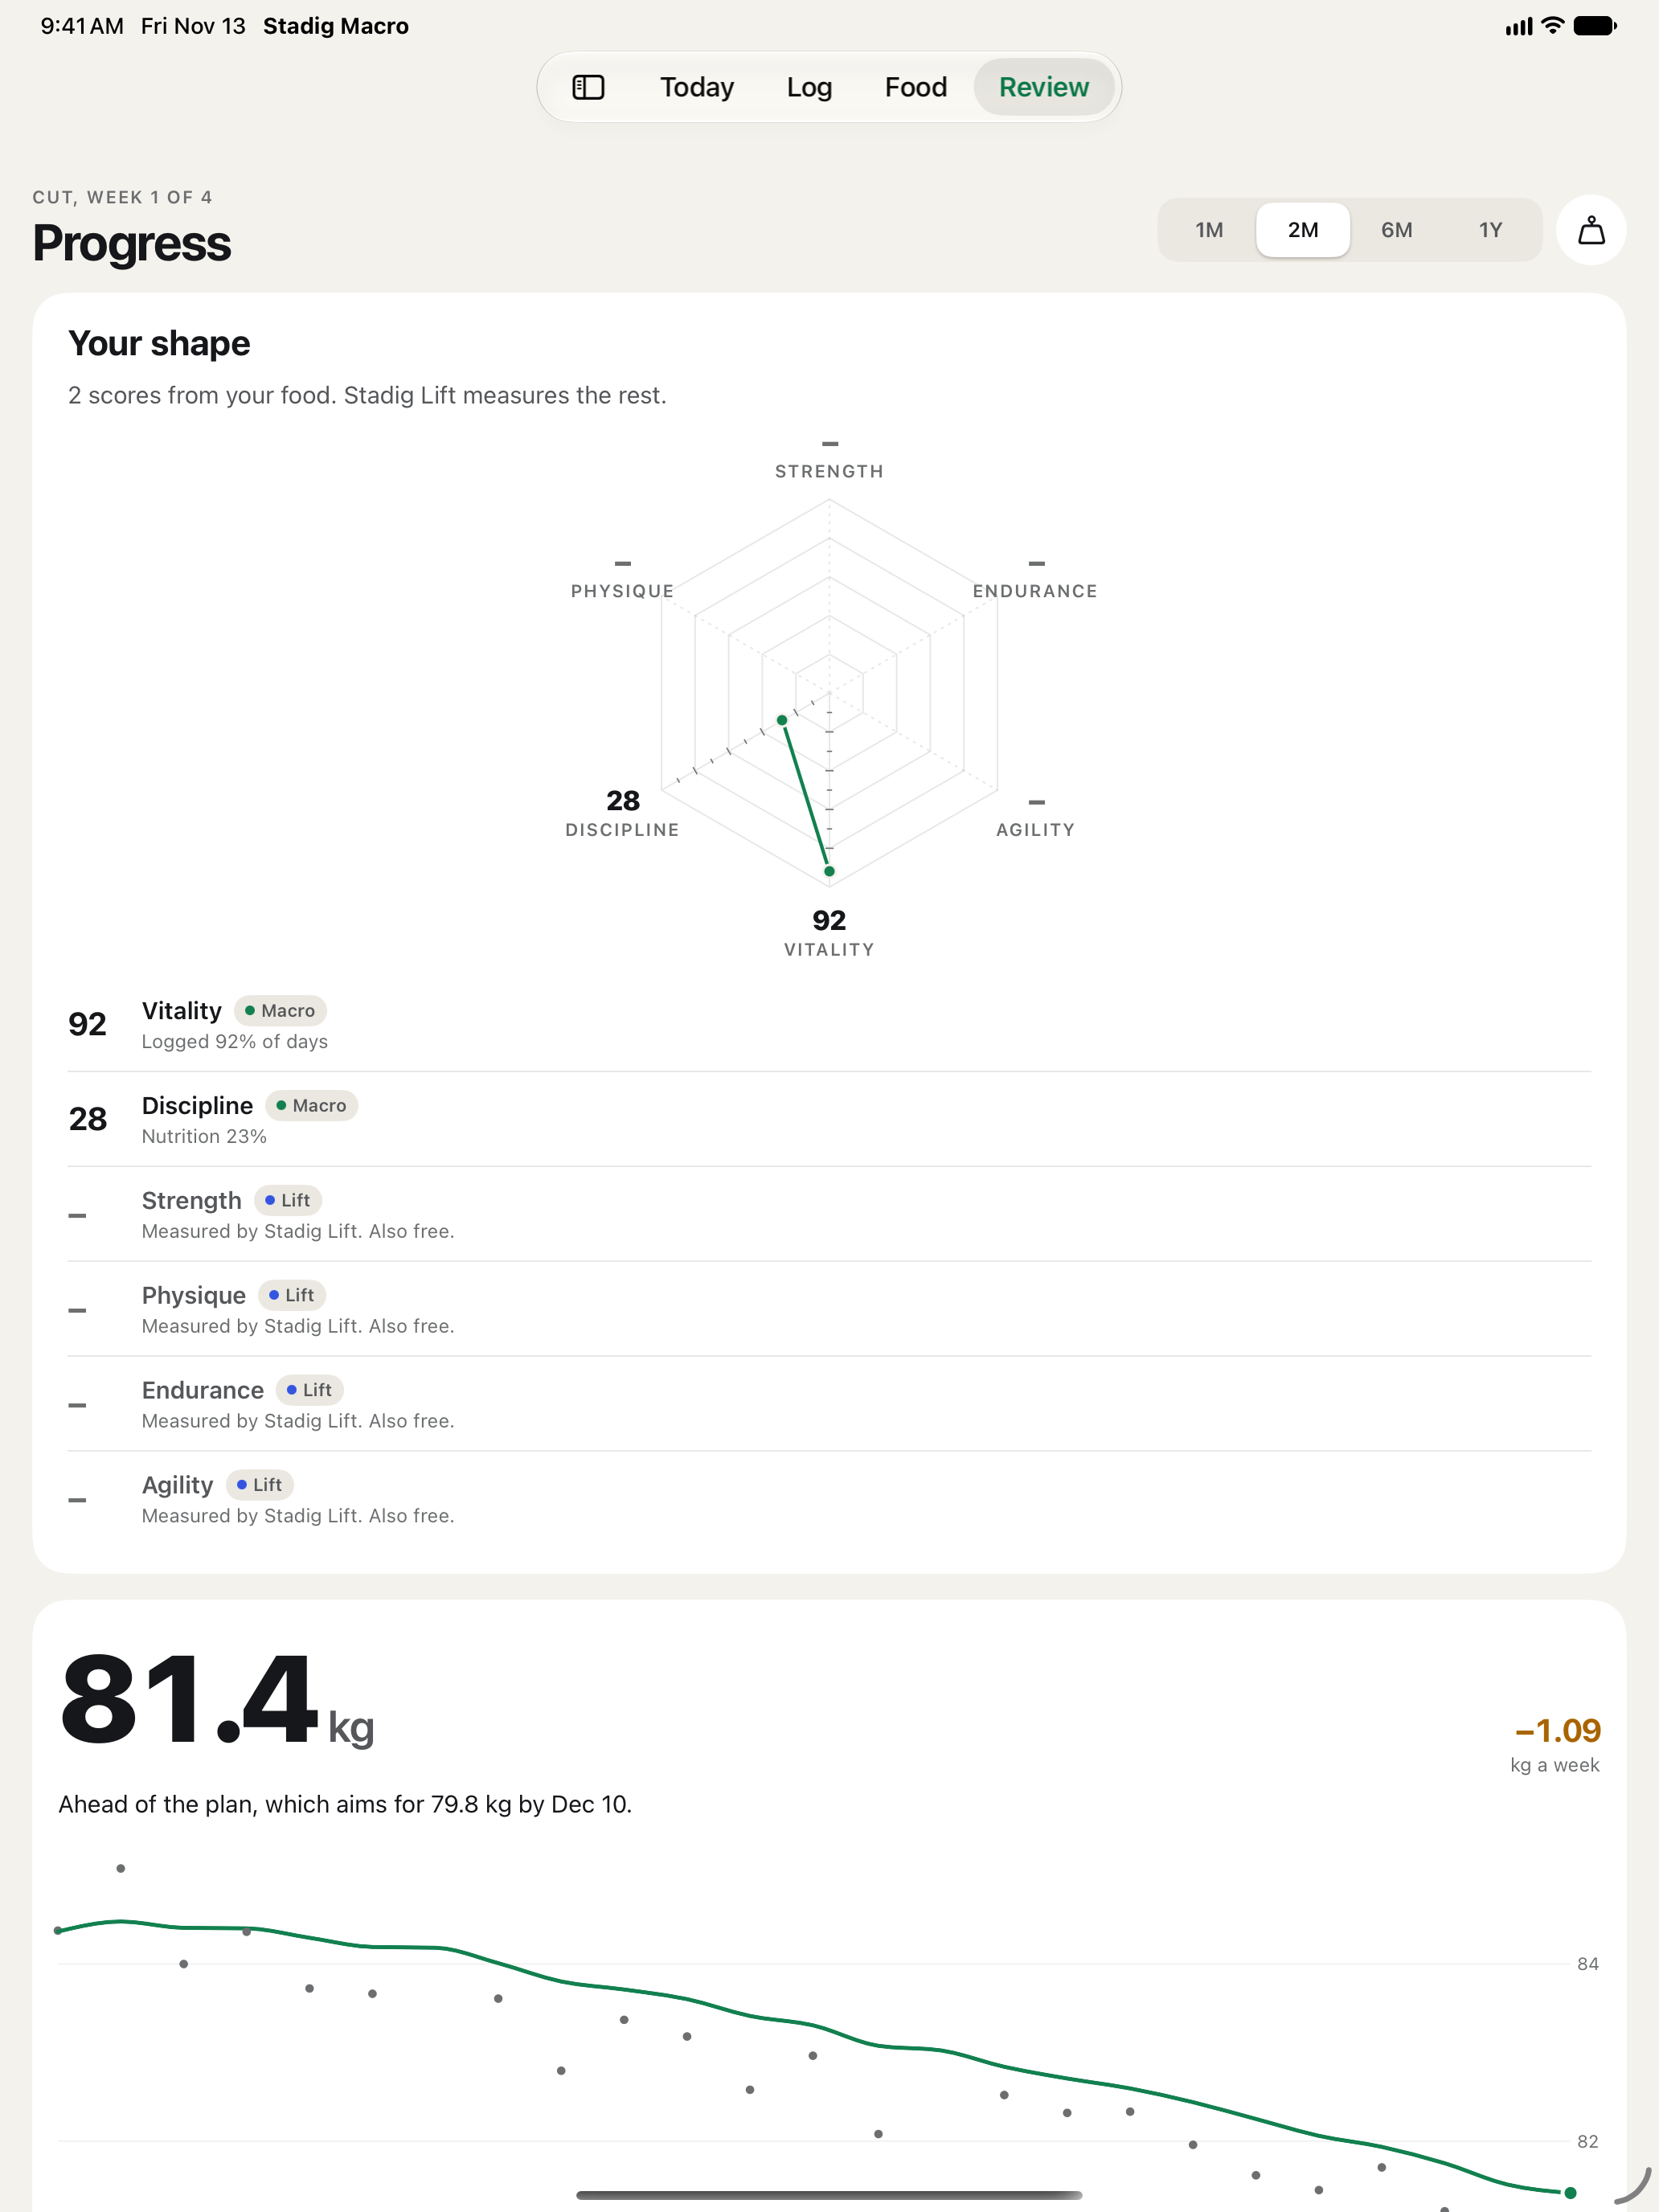 9:41 AM Fri Nov 13 Stadig Macro
Today Log Food Review
CUT, WEEK 1 OF 4
Progress
1M 2M 6M 1Y
Your shape
2 scores from your food. Stadig Lift measures the rest.
–
STRENGTH
–
PHYSIQUE
–
ENDURANCE
28
DISCIPLINE
–
AGILITY
92
VITALITY
92 Vitality Macro
Logged 92% of days
28 Discipline Macro
Nutrition 23%
– Strength Lift
Measured by Stadig Lift. Also free.
– Physique Lift
Measured by Stadig Lift. Also free.
– Endurance Lift
Measured by Stadig Lift. Also free.
– Agility Lift
Measured by Stadig Lift. Also free.
81.4 kg
–1.09
kg a week
Ahead of the plan, which aims for 79.8 kg by Dec 10.
84
82